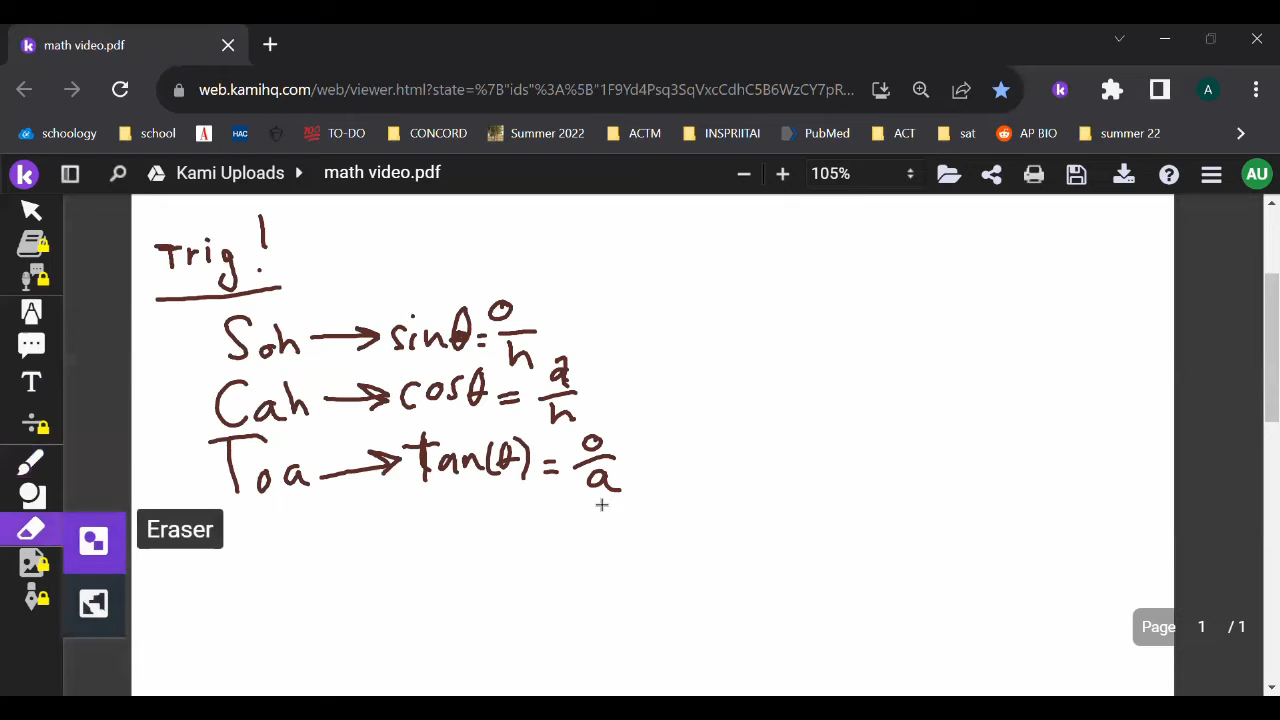 math video.pdf
web.kamihq.com/web/viewer.html?state=%7B"ids"%3A%5B"1F9Yd4Psq3SqVxcCdhC5B6WzCY7pR...
A
schoology school A HAC 100 TO-DO CONCORD Summer 2022 ACTM INSPRITAI PubMed ACT sat AP BIO summer 22
Kami Uploads math video.pdf 105% AU
Trig!
Soh → sinθ = o/h
Cah → cosθ = a/h
Toa → tan(θ) = o/a
Eraser
Page 1 / 1